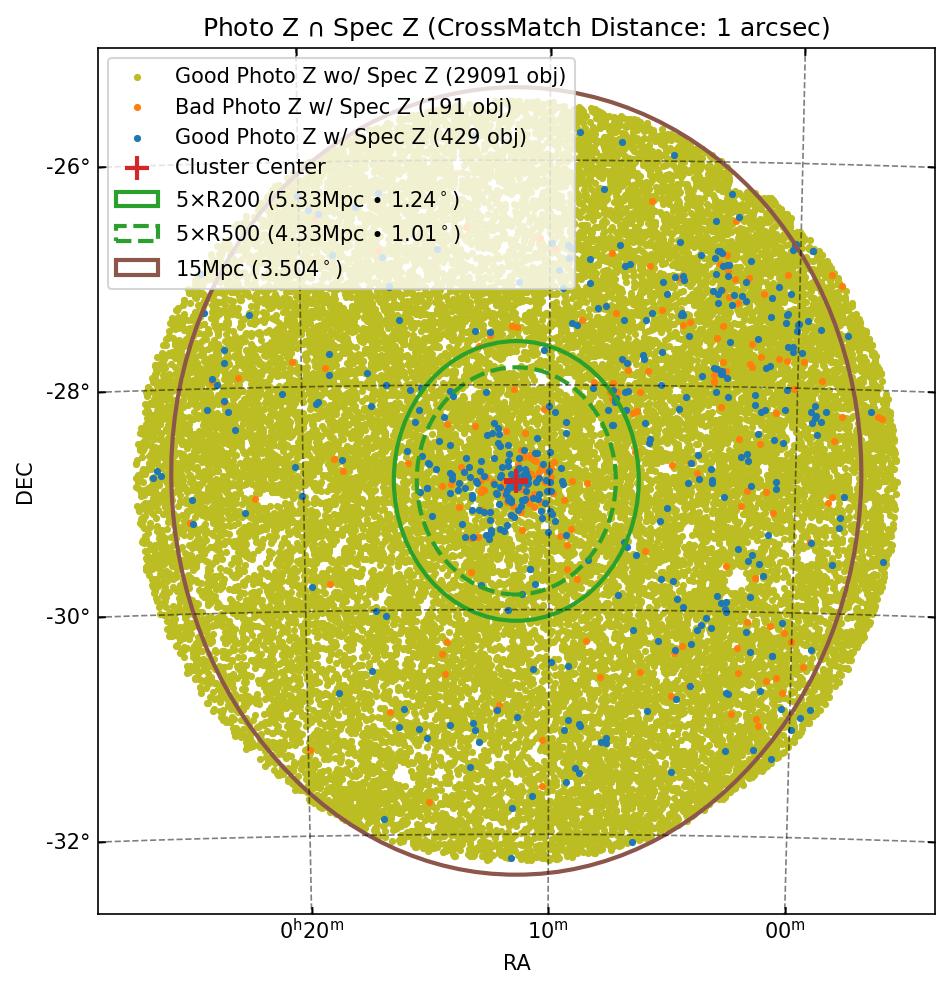 Photo Z ∩ Spec Z (CrossMatch Distance: 1 arcsec)
Good Photo Z wo/ Spec Z (29091 obj)
Bad Photo Z w/ Spec Z (191 obj)
Good Photo Z w/ Spec Z (429 obj)
Cluster Center
5×R200 (5.33Mpc • 1.24°)
5×R500 (4.33Mpc • 1.01°)
15Mpc (3.504°)
-26°
-28°
DEC
-30°
-32°
0ʰ20ᵐ 10ᵐ 00ᵐ
RA